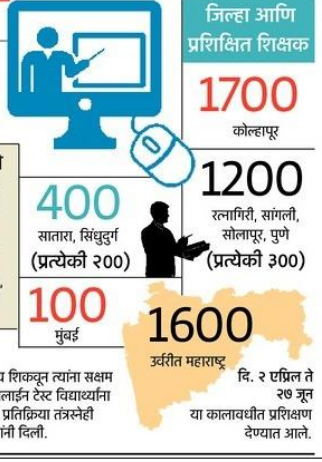 जिल्हा आणि
प्रशिक्षित शिक्षक
1700
कोल्हापूर
1200
रत्नागिरी, सांगली,
सोलापूर, पुणे
(प्रत्येकी ३००)
400
सातारा, सिंधुदुर्ग
(प्रत्येकी २००)
100
मुंबई
1600
उर्वरीत महाराष्ट्र
दि. २ एप्रिल ते
२७ जून
या कालावधीत प्रशिक्षण
देण्यात आले.
शिकवून त्यांना सक्षम
टेस्ट विद्यार्थ्यांना
प्रतिक्रिया तंत्रस्नेही
दिली.